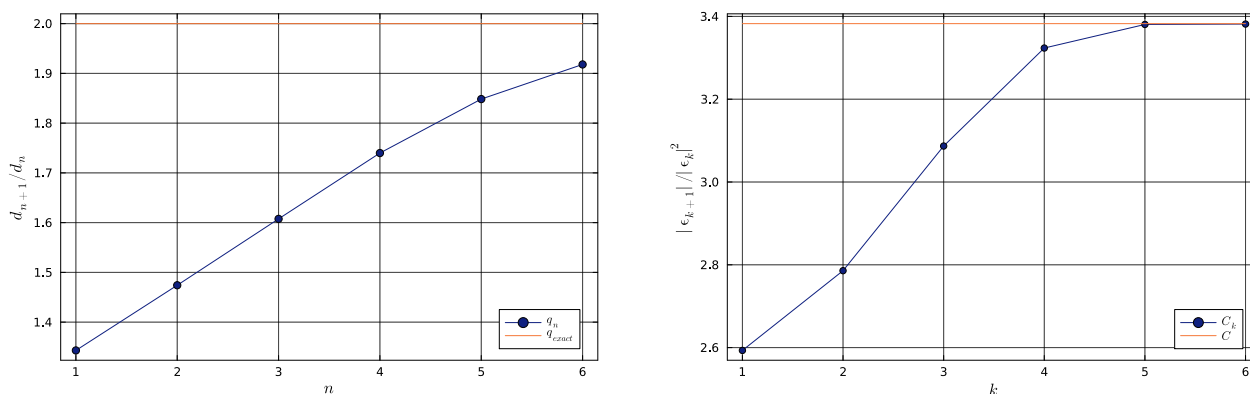 2.0
1.9
1.8
1.7
1.6
1.5
1.4
d_{n+1}/d_n
1 2 3 4 5 6
n
q_n
q_{exact}
3.4
3.2
3.0
2.8
2.6
|ϵ_{k+1}|/|ϵ_k|^2
1 2 3 4 5 6
k
C_k
C